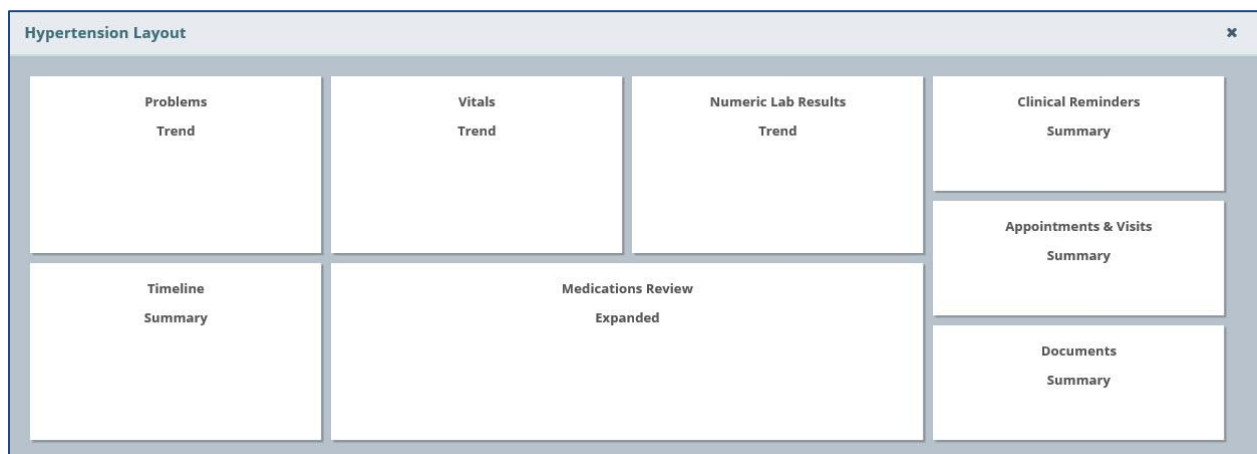 Hypertension Layout
Problems
Trend
Vitals
Trend
Numeric Lab Results
Trend
Clinical Reminders
Summary
Appointments & Visits
Summary
Timeline
Summary
Medications Review
Expanded
Documents
Summary